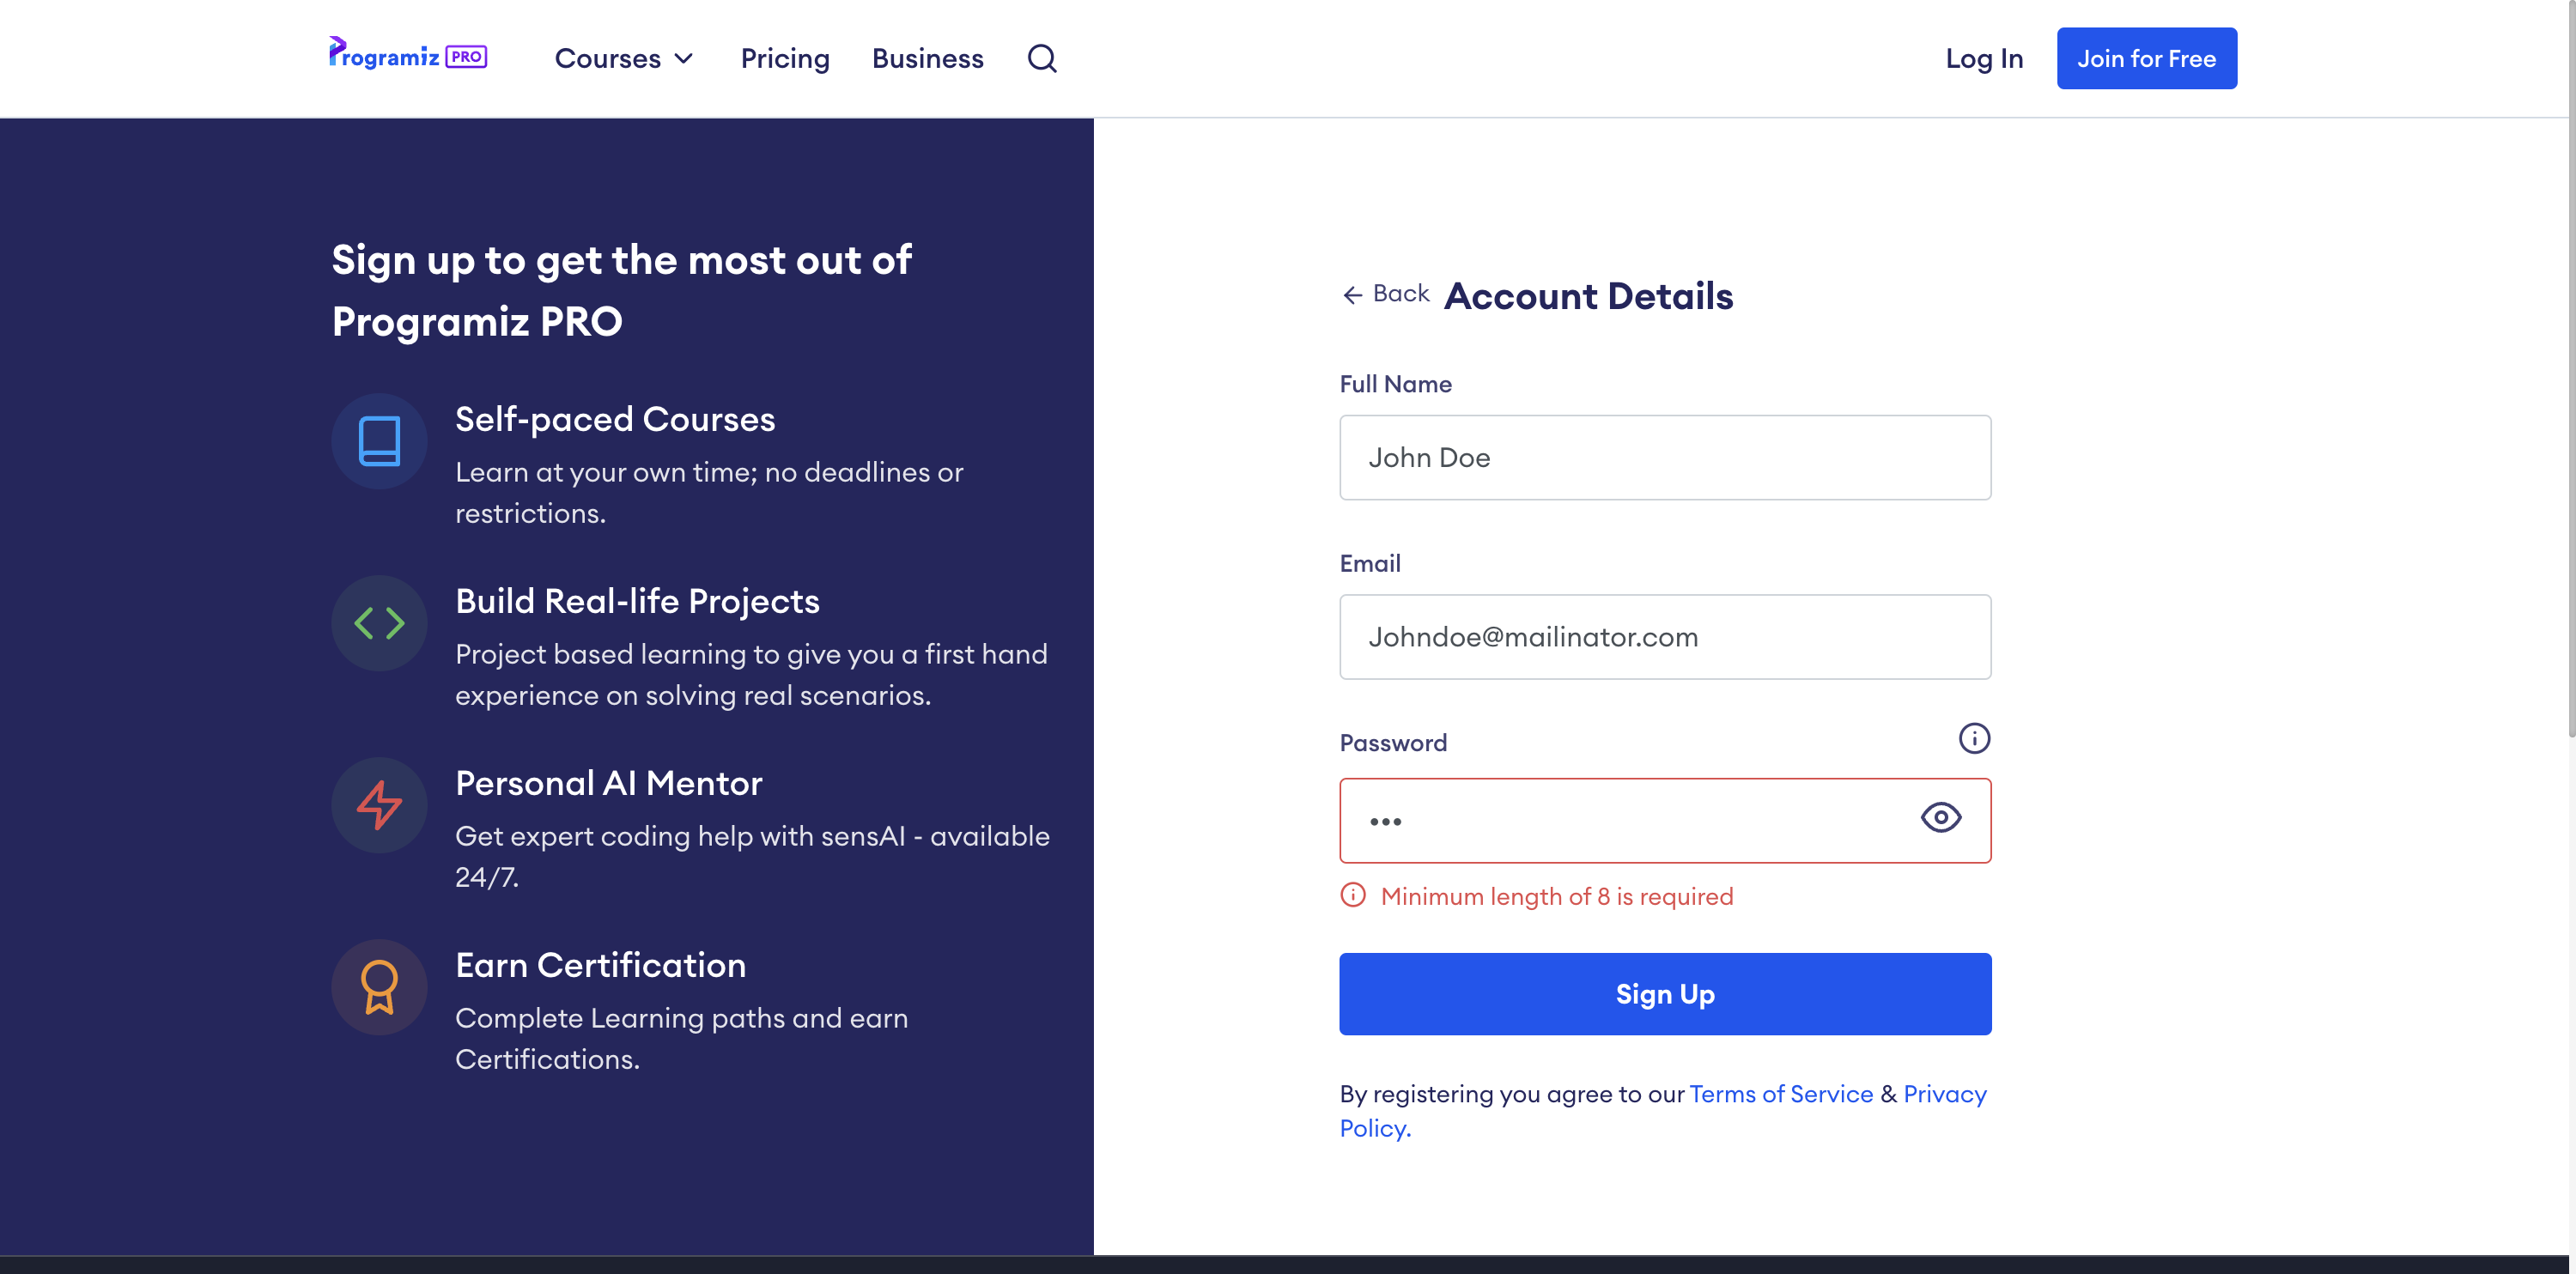 Programiz PRO
Courses
Pricing
Business
Log In
Join for Free
Sign up to get the most out of
Programiz PRO
Self-paced Courses
Learn at your own time; no deadlines or
restrictions.
Build Real-life Projects
Project based learning to give you a first hand
experience on solving real scenarios.
Personal AI Mentor
Get expert coding help with sensAI - available
24/7.
Earn Certification
Complete Learning paths and earn
Certifications.
Back
Account Details
Full Name
John Doe
Email
Johndoe@mailinator.com
Password
•••
Minimum length of 8 is required
Sign Up
By registering you agree to our Terms of Service & Privacy
Policy.